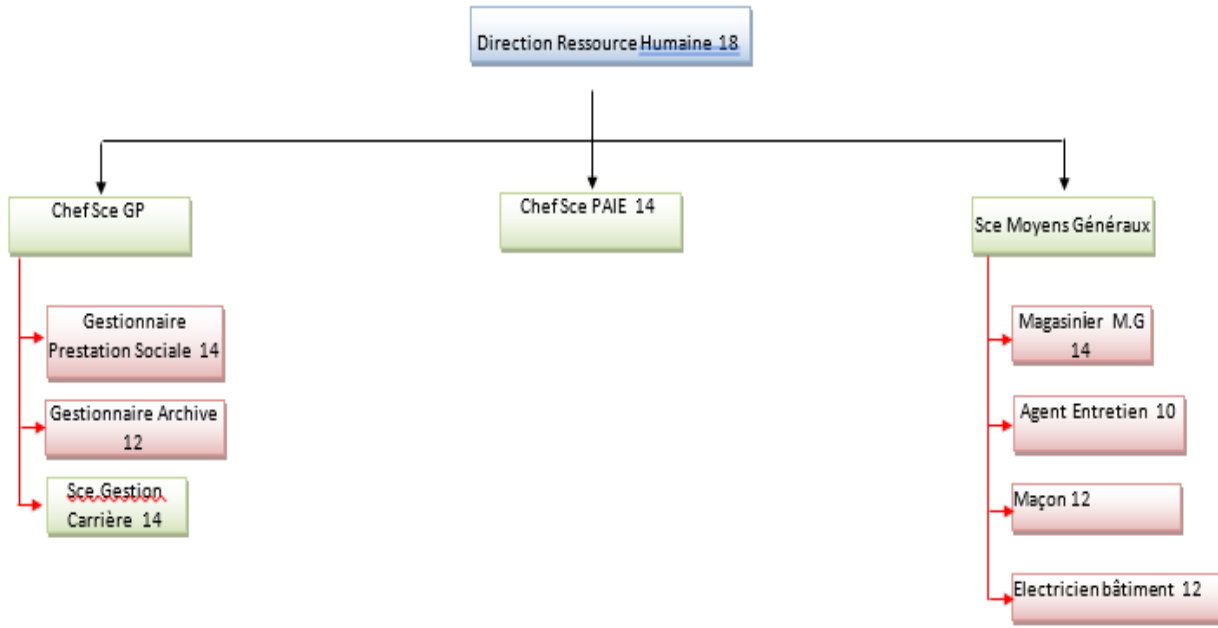 Direction Ressource Humaine 18
Chef Sce GP
Chef Sce PAIE 14
Sce Moyens Généraux
Gestionnaire
Prestation Sociale 14
Gestionnaire Archive
12
Sce Gestion
Carrière 14
Magasinier M.G
14
Agent Entretien 10
Maçon 12
Electricien bâtiment 12